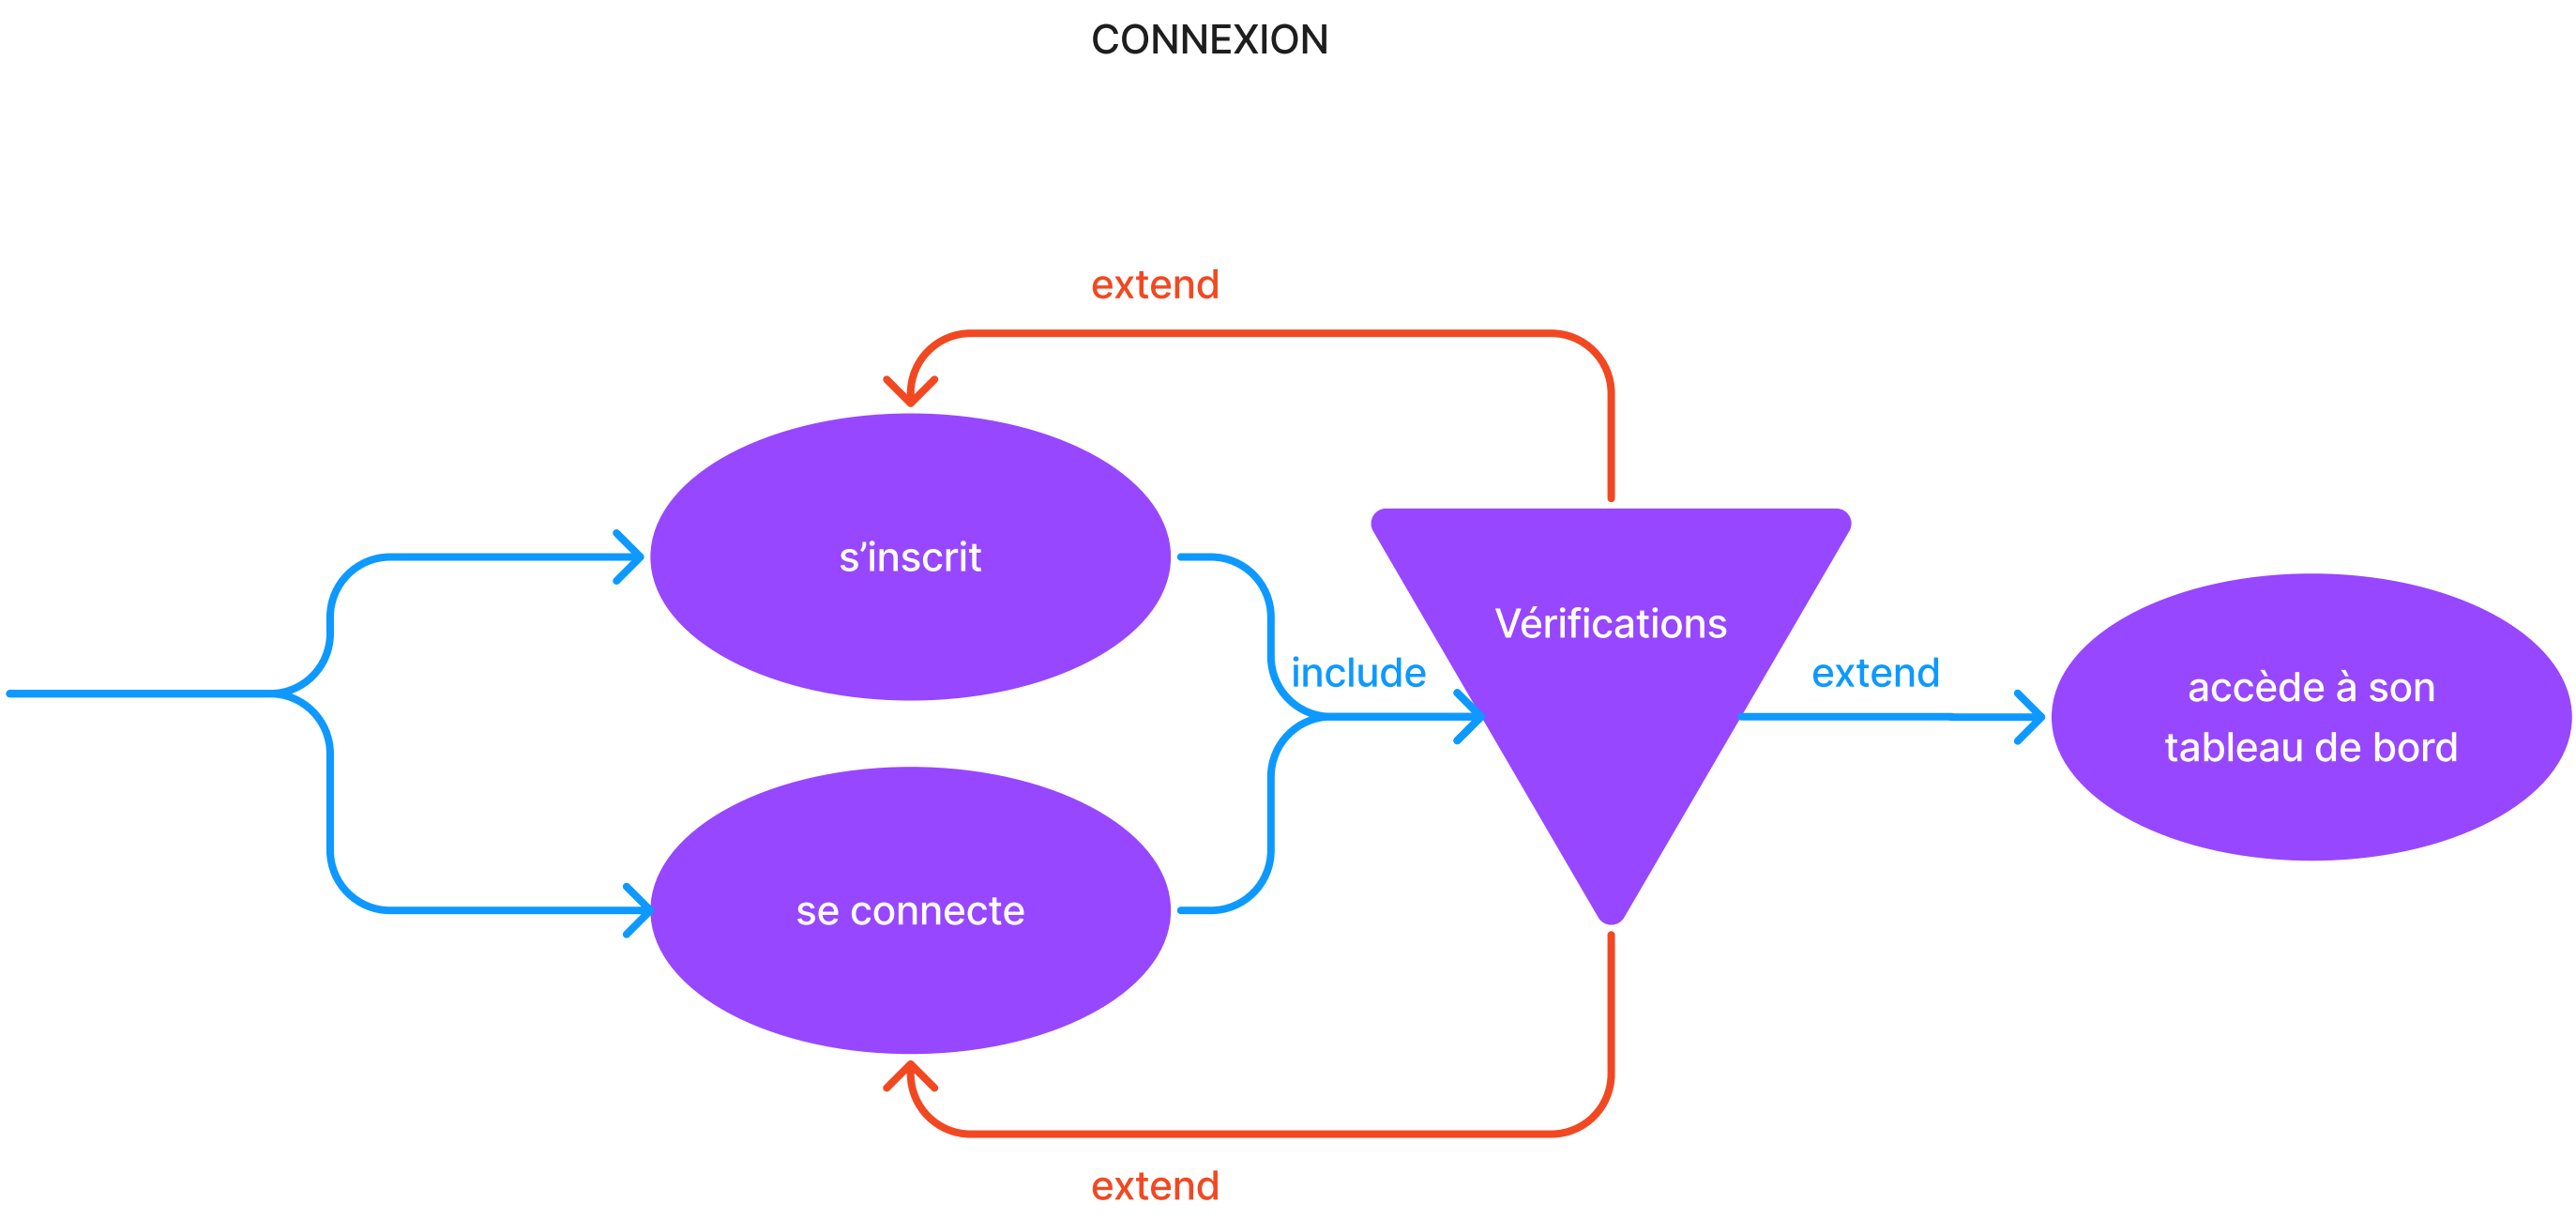 CONNEXION
extend
s’inscrit
Vérifications
include
extend
accède à son
tableau de bord
se connecte
extend